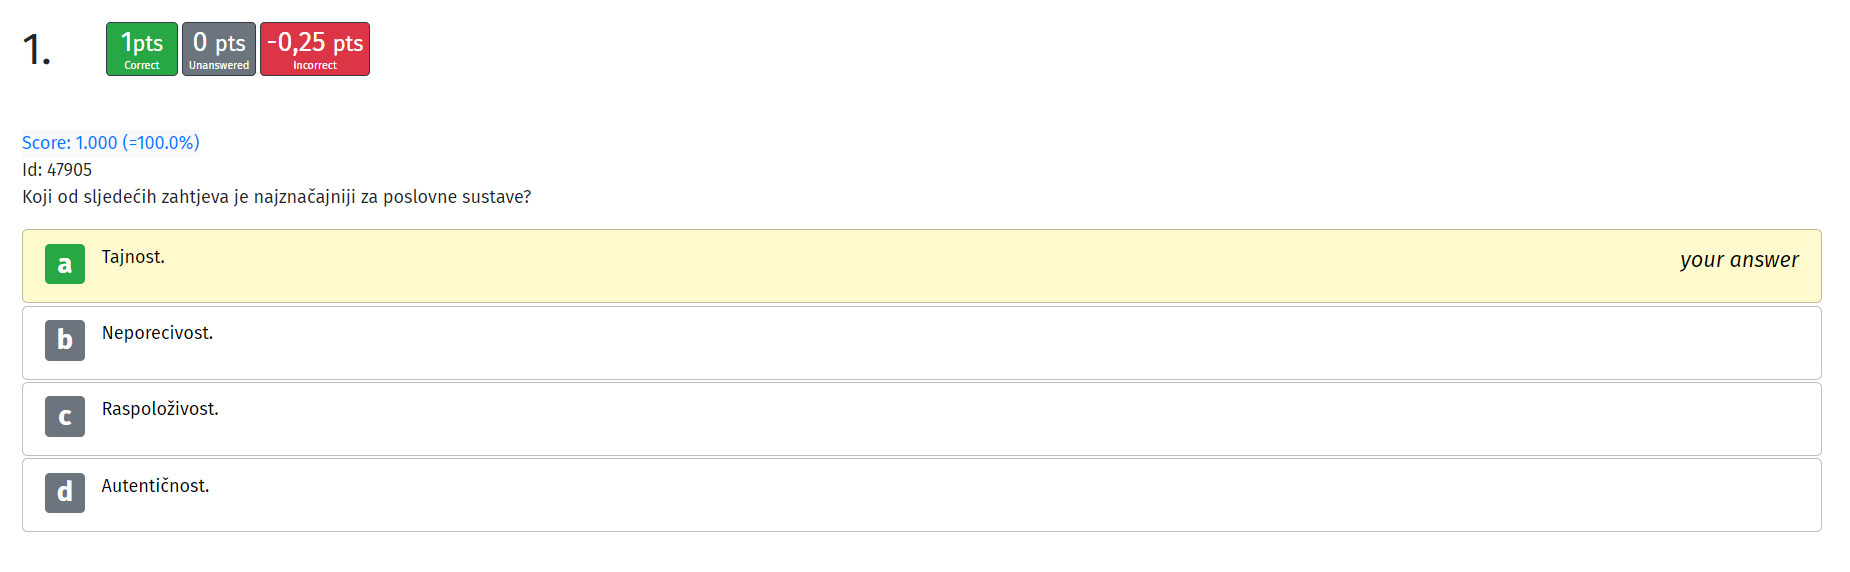 1.
1pts
Correct
0 pts
Unanswered
-0,25 pts
Incorrect
Score: 1.000 (=100.0%)
Id: 47905
Koji od sljedećih zahtjeva je najznačajniji za poslovne sustave?
a Tajnost. your answer
b Neporecivost.
c Raspoloživost.
d Autentičnost.